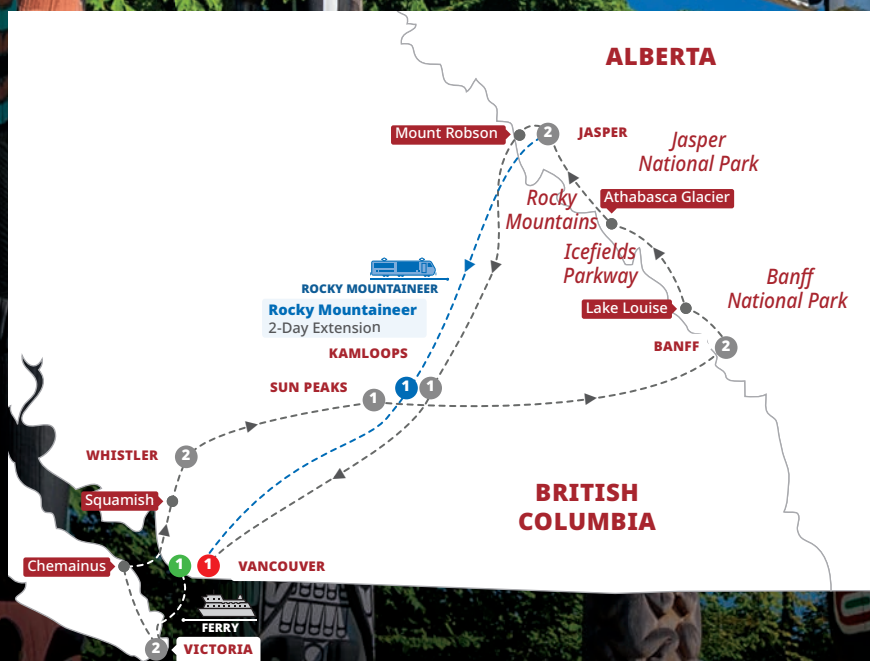 ALBERTA
Mount Robson
2
JASPER
Jasper
National Park
Rocky
Mountains
Athabasca Glacier
Icefields
Parkway
Banff
National Park
ROCKY MOUNTAINEER
Rocky Mountaineer
2-Day Extension
Lake Louise
BANFF
2
KAMLOOPS
1
1
SUN PEAKS
1
WHISTLER
2
Squamish
BRITISH
COLUMBIA
Chemainus
1
1
VANCOUVER
FERRY
2
VICTORIA